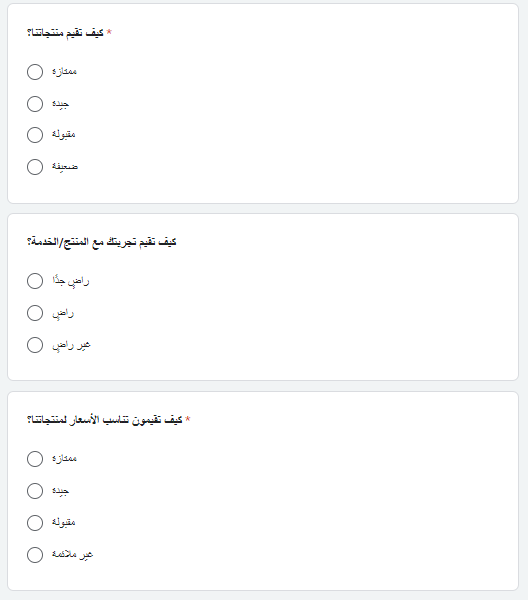 كيف تقيم منتجاتنا؟ *
ممتازة
جيدة
مقبولة
ضعيفة
كيف تقيم تجربتك مع المنتج/الخدمة؟
راضٍ جدًا
راضٍ
غير راضٍ
كيف تقيمون تناسب الأسعار لمنتجاتنا؟ *
ممتازة
جيدة
مقبولة
غير ملائمة